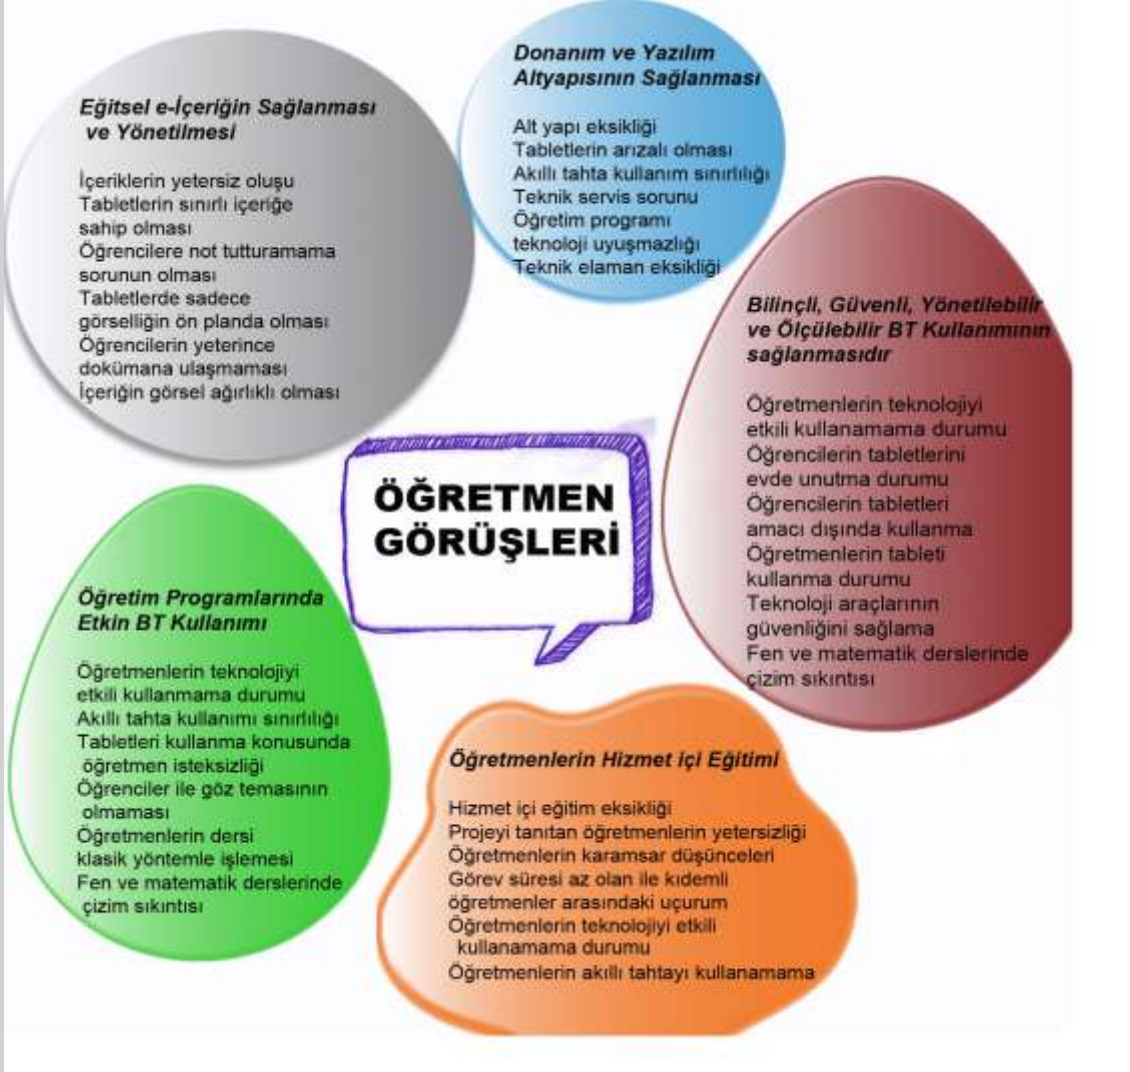 Eğitsel e-İçeriğin Sağlanması
ve Yönetilmesi
İçeriklerin yetersiz oluşu
Tabletlerin sınırlı içeriğe
sahip olması
Öğrencilere not tutturamama
sorunun olması
Tabletlerde sadece
görselliğin ön planda olması
Öğrencilerin yeterince
dokümana ulaşmaması
İçeriğin görsel ağırlıklı olması
Donanım ve Yazılım
Altyapısının Sağlanması
Alt yapı eksikliği
Tabletlerin arızalı olması
Akıllı tahta kullanım sınırlılığı
Teknik servis sorunu
Öğretim programı
teknoloji uyuşmazlığı
Teknik elaman eksikliği
Bilinçli, Güvenli, Yönetilebilir
ve Ölçülebilir BT Kullanımının
sağlanmasıdır
Öğretmenlerin teknolojiyi
etkili kullanamama durumu
Öğrencilerin tabletlerini
evde unutma durumu
Öğrencilerin tabletleri
amacı dışında kullanma
Öğretmenlerin tableti
kullanma durumu
Teknoloji araçlarının
güvenliğini sağlama
Fen ve matematik derslerinde
çizim sıkıntısı
ÖĞRETMEN
GÖRÜŞLERİ
Öğretim Programlarında
Etkin BT Kullanımı
Öğretmenlerin teknolojiyi
etkili kullanmama durumu
Akıllı tahta kullanımı sınırlılığı
Tabletleri kullanma konusunda
öğretmen isteksizliği
Öğrenciler ile göz temasının
olmaması
Öğretmenlerin dersi
klasik yöntemle işlemesi
Fen ve matematik derslerinde
çizim sıkıntısı
Öğretmenlerin Hizmet içi Eğitimi
Hizmet içi eğitim eksikliği
Projeyi tanıtan öğretmenlerin yetersizliği
Öğretmenlerin karamsar düşünceleri
Görev süresi az olan ile kıdemli
öğretmenler arasındaki uçurum
Öğretmenlerin teknolojiyi etkili
kullanamama durumu
Öğretmenlerin akıllı tahtayı kullanamama